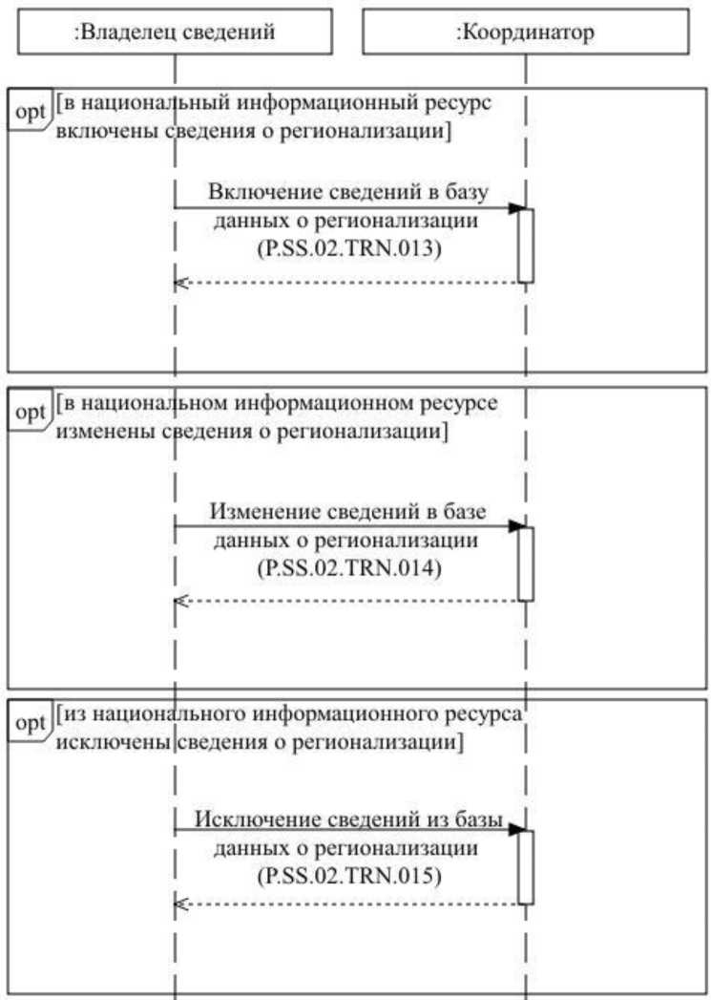 :Владелец сведений
:Координатор
opt
[в национальный информационный ресурс
включены сведения о регионализации]
Включение сведений в базу
данных о регионализации
(P.SS.02.TRN.013)
opt
[в национальном информационном ресурсе
изменены сведения о регионализации]
Изменение сведений в базе
данных о регионализации
(P.SS.02.TRN.014)
opt
[из национального информационного ресурса
исключены сведения о регионализации]
Исключение сведений из базы
данных о регионализации
(P.SS.02.TRN.015)